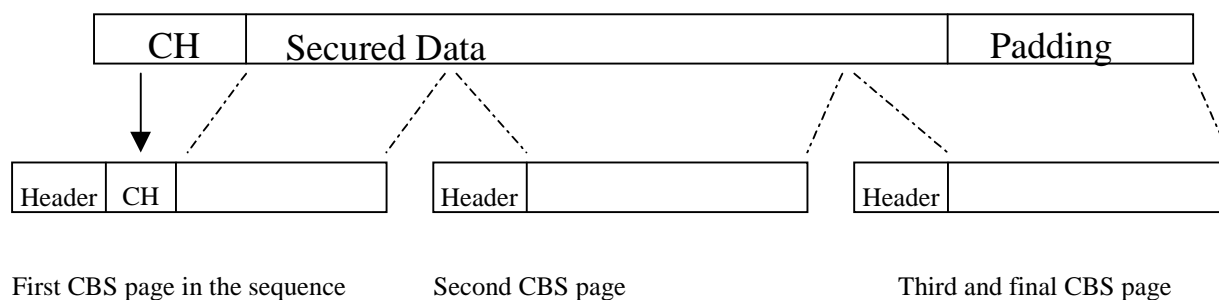 CH Secured Data Padding
Header CH Header Header
First CBS page in the sequence Second CBS page Third and final CBS page